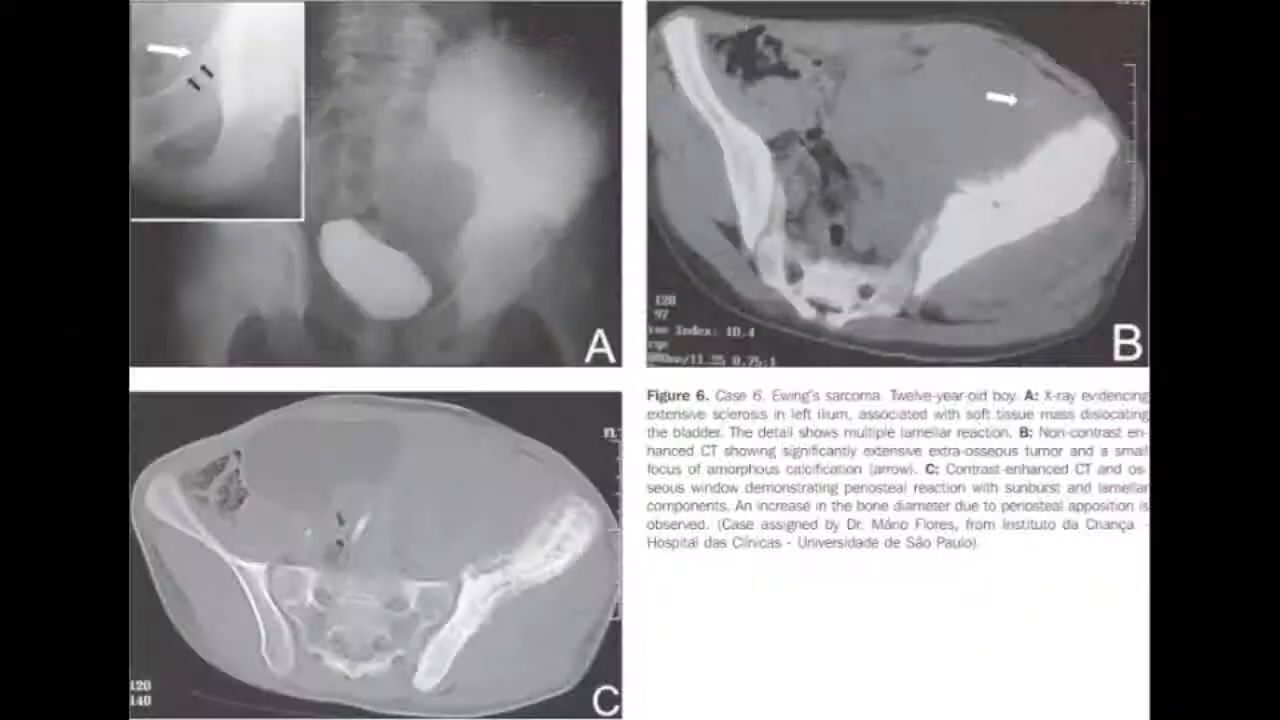 A
B
120
97
Index: 10.4
0.75:1
Figure 6. Case 6. Ewing's sarcoma. Twelve-year-old boy. A: X-ray evidencing
extensive sclerosis in left ilium, associated with soft tissue mass dislocating
the bladder. The detail shows multiple lamellar reaction. B: Non-contrast en-
hanced CT showing significantly extensive extra-osseous tumor and a small
focus of amorphous calcification (arrow). C: Contrast-enhanced CT and os-
seous window demonstrating periosteal reaction with sunburst and lamellar
components. An increase in the bone diameter due to periosteal apposition is
observed. (Case assigned by Dr. Mário Flores, from Instituto da Criança -
Hospital das Clínicas - Universidade de São Paulo).
120
140
C